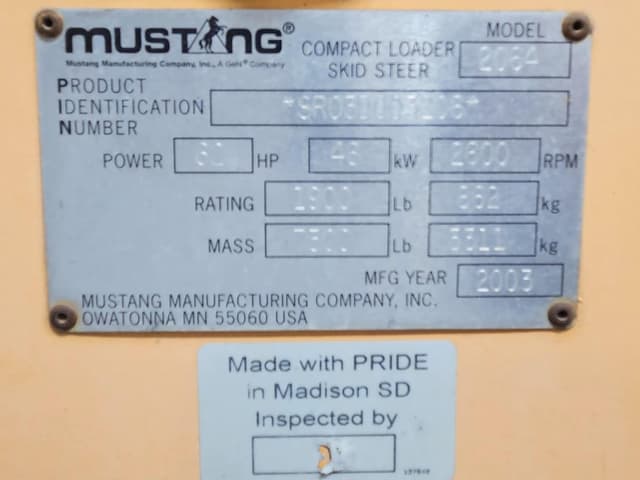 MUSTANG®
Mustang Manufacturing Company, Inc., A Gehl® Company
COMPACT LOADER
SKID STEER
MODEL
PRODUCT
IDENTIFICATION
NUMBER
POWER HP kW 2600 RPM
RATING Lb kg
MASS Lb kg
MFG YEAR 2003
MUSTANG MANUFACTURING COMPANY, INC.
OWATONNA MN 55060 USA
Made with PRIDE
in Madison SD
Inspected by